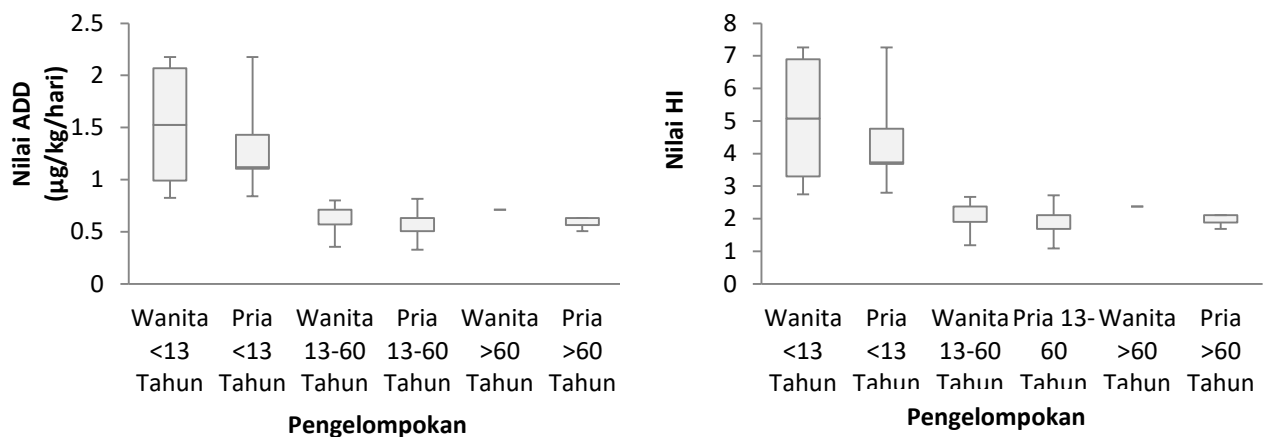 Nilai ADD
(µg/kg/hari)
2.5
2
1.5
1
0.5
0
Wanita Pria Wanita Pria Wanita Pria
<13 <13 13-60 13-60 >60 >60
Tahun Tahun Tahun Tahun Tahun Tahun
Pengelompokan
Nilai HI
8
7
6
5
4
3
2
1
0
Wanita Pria Wanita Pria 13- Wanita Pria
<13 <13 13-60 60 >60 >60
Tahun Tahun Tahun Tahun Tahun Tahun
Pengelompokan